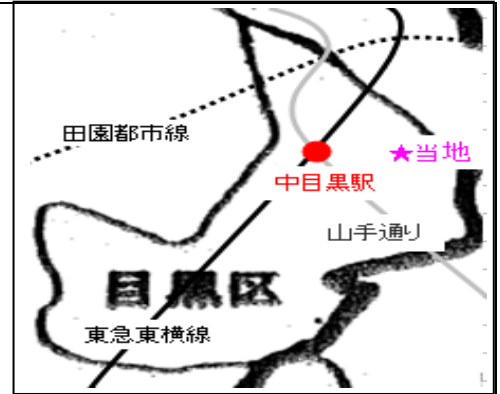 田園都市線
★当地
中目黒駅
山手通り
目黒区
東急東横線